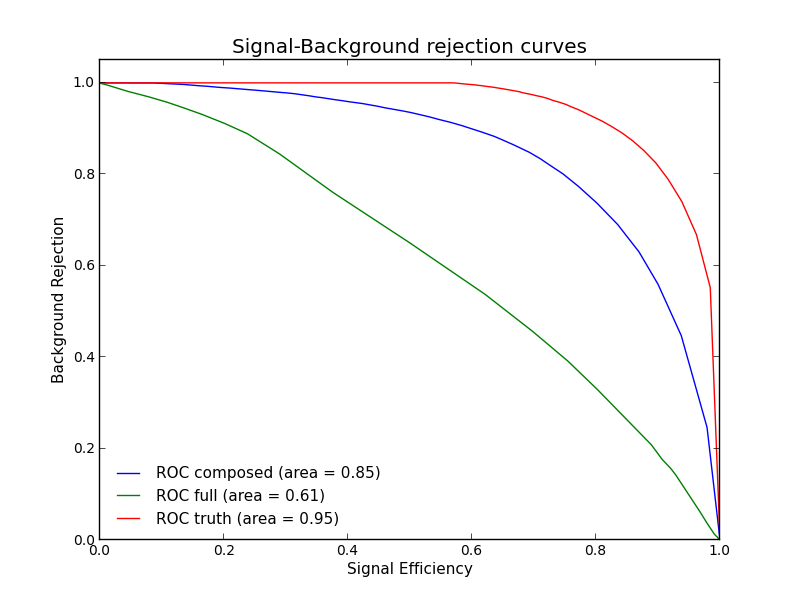 Signal-Background rejection curves
1.0
0.8
0.6
0.4
0.2
0.0
Background Rejection
ROC composed (area = 0.85)
ROC full (area = 0.61)
ROC truth (area = 0.95)
0.0 0.2 0.4 0.6 0.8 1.0
Signal Efficiency